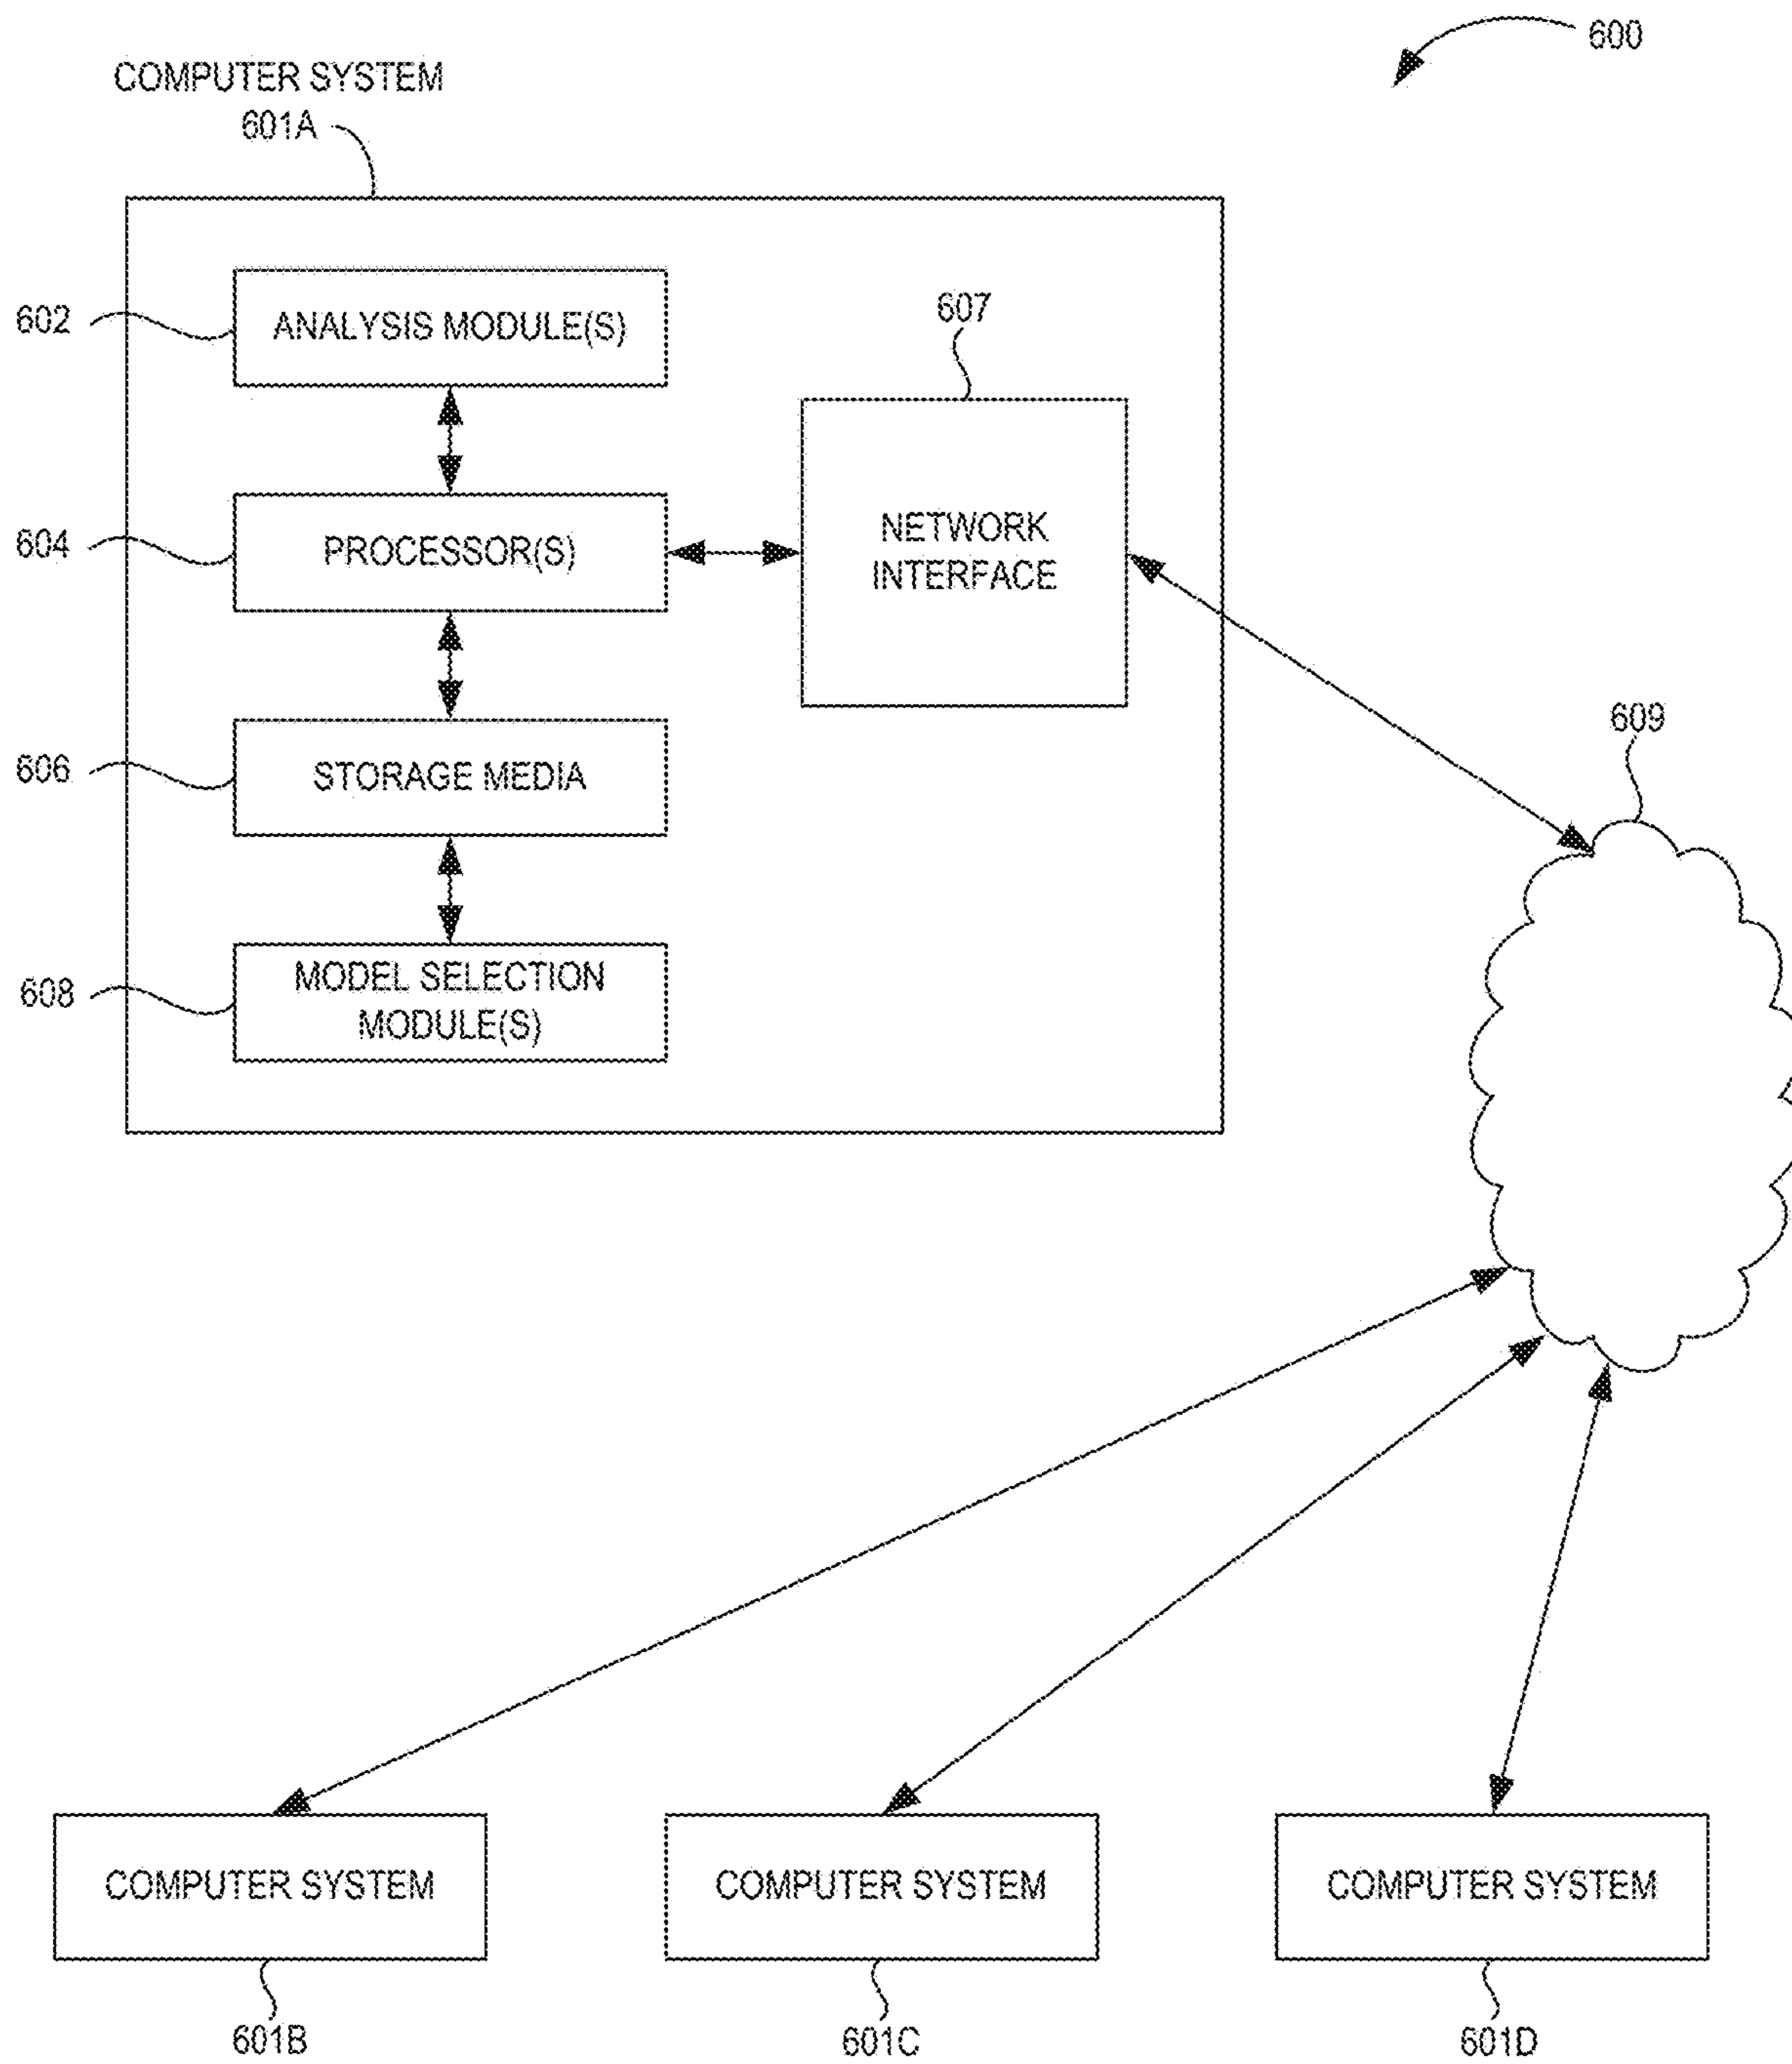 600
COMPUTER SYSTEM
601A
602
ANALYSIS MODULE(S)
607
604
PROCESSOR(S)
NETWORK
INTERFACE
606
STORAGE MEDIA
609
608
MODEL SELECTION
MODULE(S)
COMPUTER SYSTEM
COMPUTER SYSTEM
COMPUTER SYSTEM
601B
601C
601D